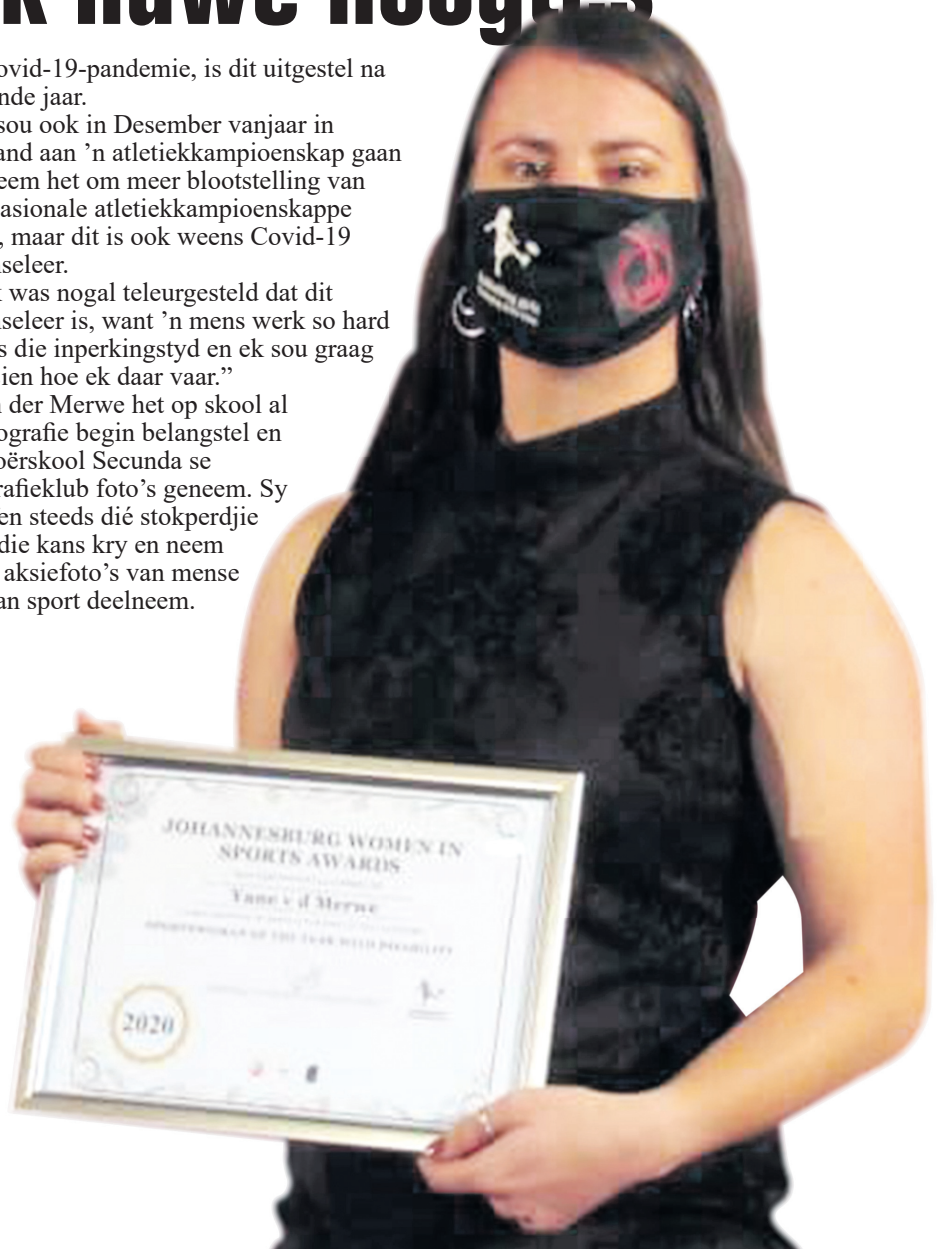 k nuwe hoogtes
ovid-19-pandemie, is dit uitgestel na
nde jaar.
sou ook in Desember vanjaar in
and aan ’n atletiekkampioenskap gaan
eem het om meer blootstelling van
asionale atletiekkampioenskappe
, maar dit is ook weens Covid-19
seleer.
k was nogal teleurgesteld dat dit
seleer is, want ’n mens werk so hard
s die inperkingstyd en ek sou graag
ien hoe ek daar vaar.”
n der Merwe het op skool al
ografie begin belangstel en
oërskool Secunda se
rafieklub foto’s geneem. Sy
en steeds dié stokperdjie
die kans kry en neem
aksiefoto’s van mense
an sport deelneem.
JOHANNESBURG WOMEN IN
SPORTS AWARDS
Yane v d Merwe
SPORTSWOMAN OF THE YEAR WITH DISABILITY
2020